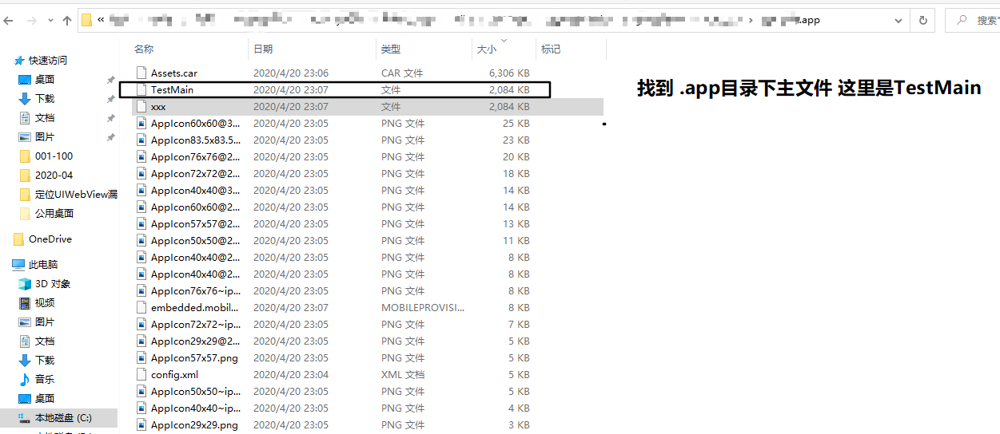 « .app 搜索"
名称 日期 类型 大小 标记
快速访问
桌面
下载
文档
图片
001-100
2020-04
定位UIWebView漏
公用桌面
OneDrive
此电脑
3D 对象
视频
图片
文档
下载
音乐
桌面
本地磁盘 (C:)
Assets.car 2020/4/20 23:06 CAR 文件 6,306 KB
TestMain 2020/4/20 23:07 文件 2,084 KB
xxx 2020/4/20 23:07 文件 2,084 KB
AppIcon60x60@3... 2020/4/20 23:05 PNG 文件 25 KB
AppIcon83.5x83.5... 2020/4/20 23:05 PNG 文件 23 KB
AppIcon76x76@2... 2020/4/20 23:05 PNG 文件 20 KB
AppIcon72x72@2... 2020/4/20 23:05 PNG 文件 18 KB
AppIcon40x40@3... 2020/4/20 23:05 PNG 文件 14 KB
AppIcon60x60@2... 2020/4/20 23:05 PNG 文件 14 KB
AppIcon57x57@2... 2020/4/20 23:05 PNG 文件 13 KB
AppIcon50x50@2... 2020/4/20 23:05 PNG 文件 11 KB
AppIcon40x40@2... 2020/4/20 23:05 PNG 文件 8 KB
AppIcon40x40@2... 2020/4/20 23:05 PNG 文件 8 KB
AppIcon76x76~ip... 2020/4/20 23:05 PNG 文件 8 KB
embedded.mobil... 2020/4/20 23:07 MOBILEPROVISI... 8 KB
AppIcon72x72~ip... 2020/4/20 23:05 PNG 文件 7 KB
AppIcon29x29@2... 2020/4/20 23:05 PNG 文件 5 KB
AppIcon57x57.png 2020/4/20 23:05 PNG 文件 5 KB
config.xml 2020/4/20 23:04 XML 文档 5 KB
AppIcon50x50~ip... 2020/4/20 23:05 PNG 文件 5 KB
AppIcon40x40~ip... 2020/4/20 23:05 PNG 文件 4 KB
AppIcon29x29.png 2020/4/20 23:05 PNG 文件 3 KB
找到 .app目录下主文件 这里是TestMain